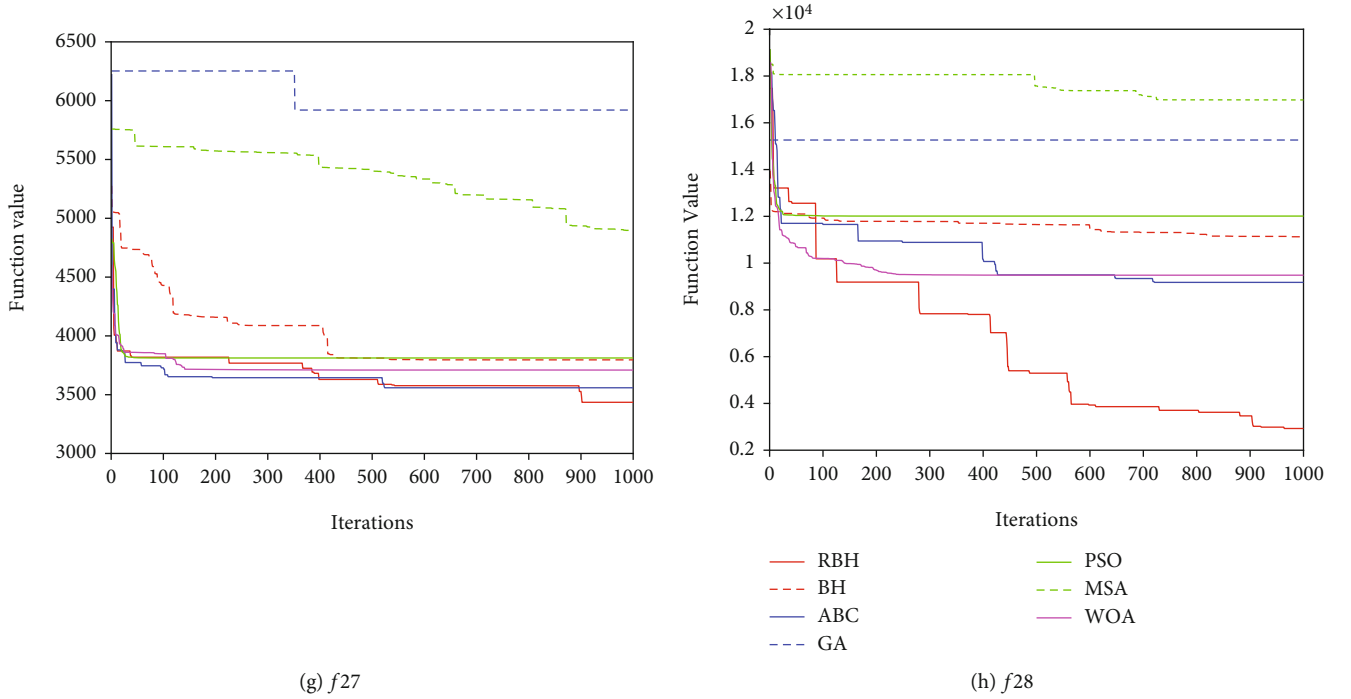 6500
6000
5500
5000
4500
4000
3500
3000
Function value
0 100 200 300 400 500 600 700 800 900 1000
Iterations
(g) f27
×10⁴
2
1.8
1.6
1.4
1.2
1
0.8
0.6
0.4
0.2
Function Value
0 100 200 300 400 500 600 700 800 900 1000
Iterations
RBH
BH
ABC
GA
PSO
MSA
WOA
(h) f28